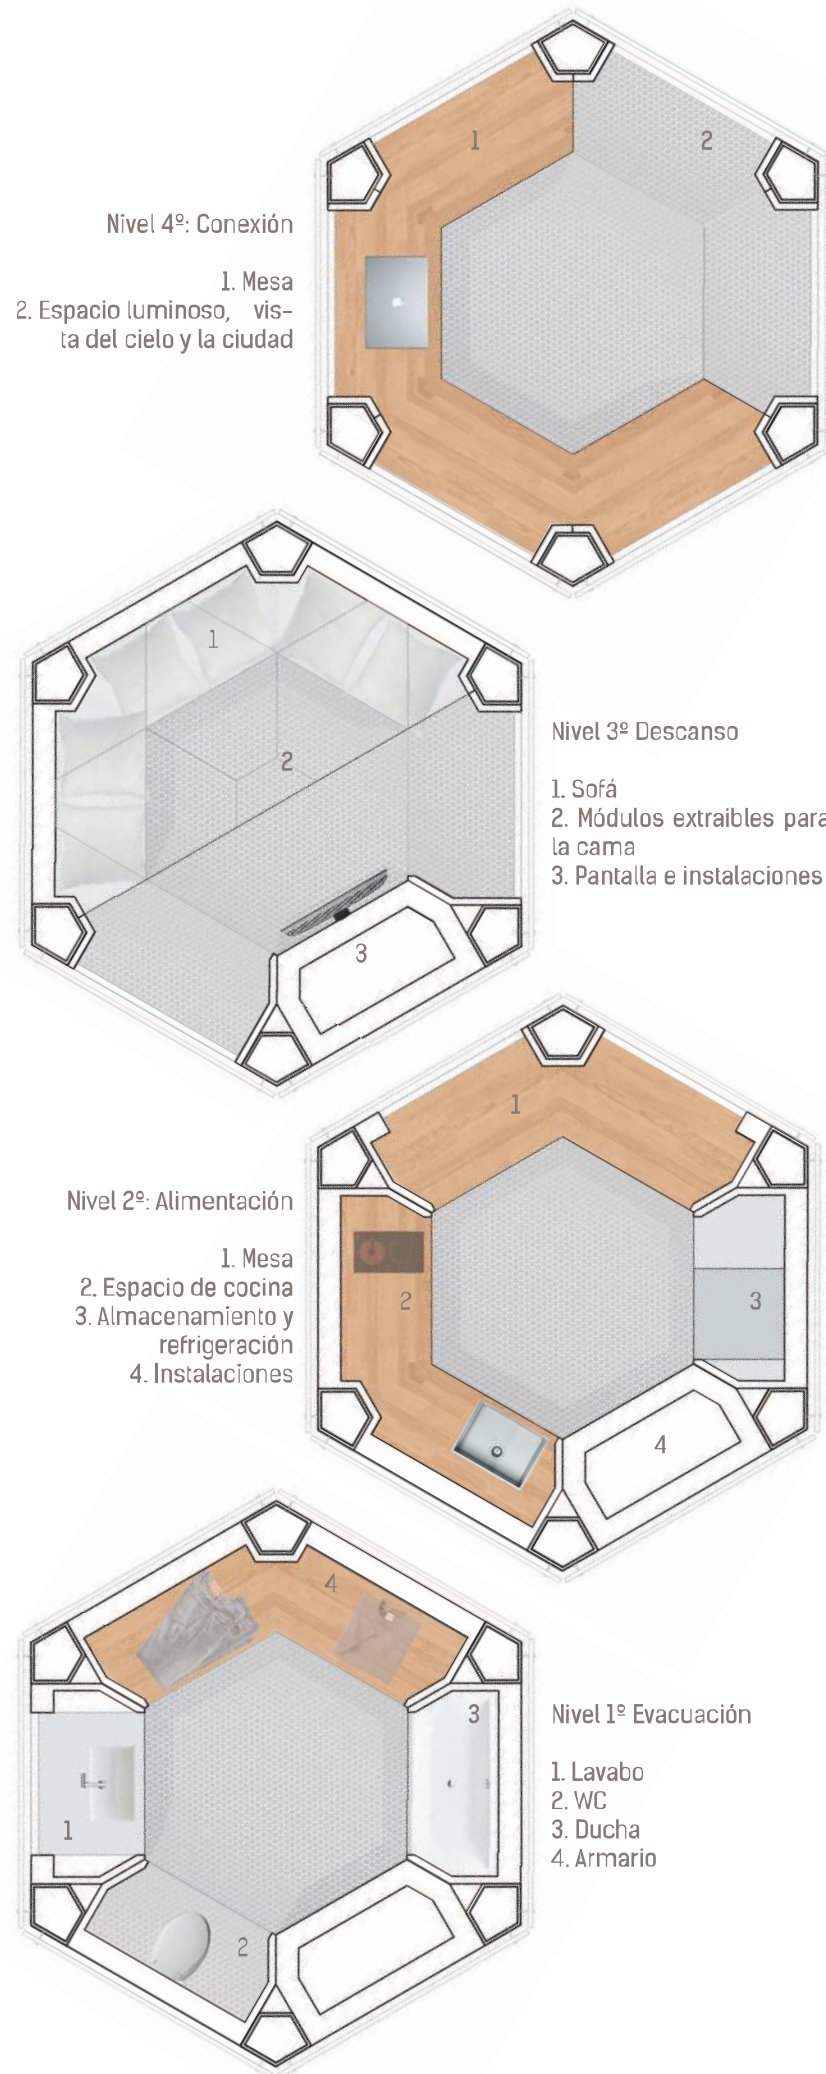 1
2
Nivel 4º: Conexión
1. Mesa
2. Espacio luminoso, vis-
ta del cielo y la ciudad
1
2
3
Nivel 3º Descanso
1. Sofá
2. Módulos extraibles para
la cama
3. Pantalla e instalaciones
1
2
3
4
Nivel 2º: Alimentación
1. Mesa
2. Espacio de cocina
3. Almacenamiento y
refrigeración
4. Instalaciones
4
3
1
2
Nivel 1º Evacuación
1. Lavabo
2. WC
3. Ducha
4. Armario